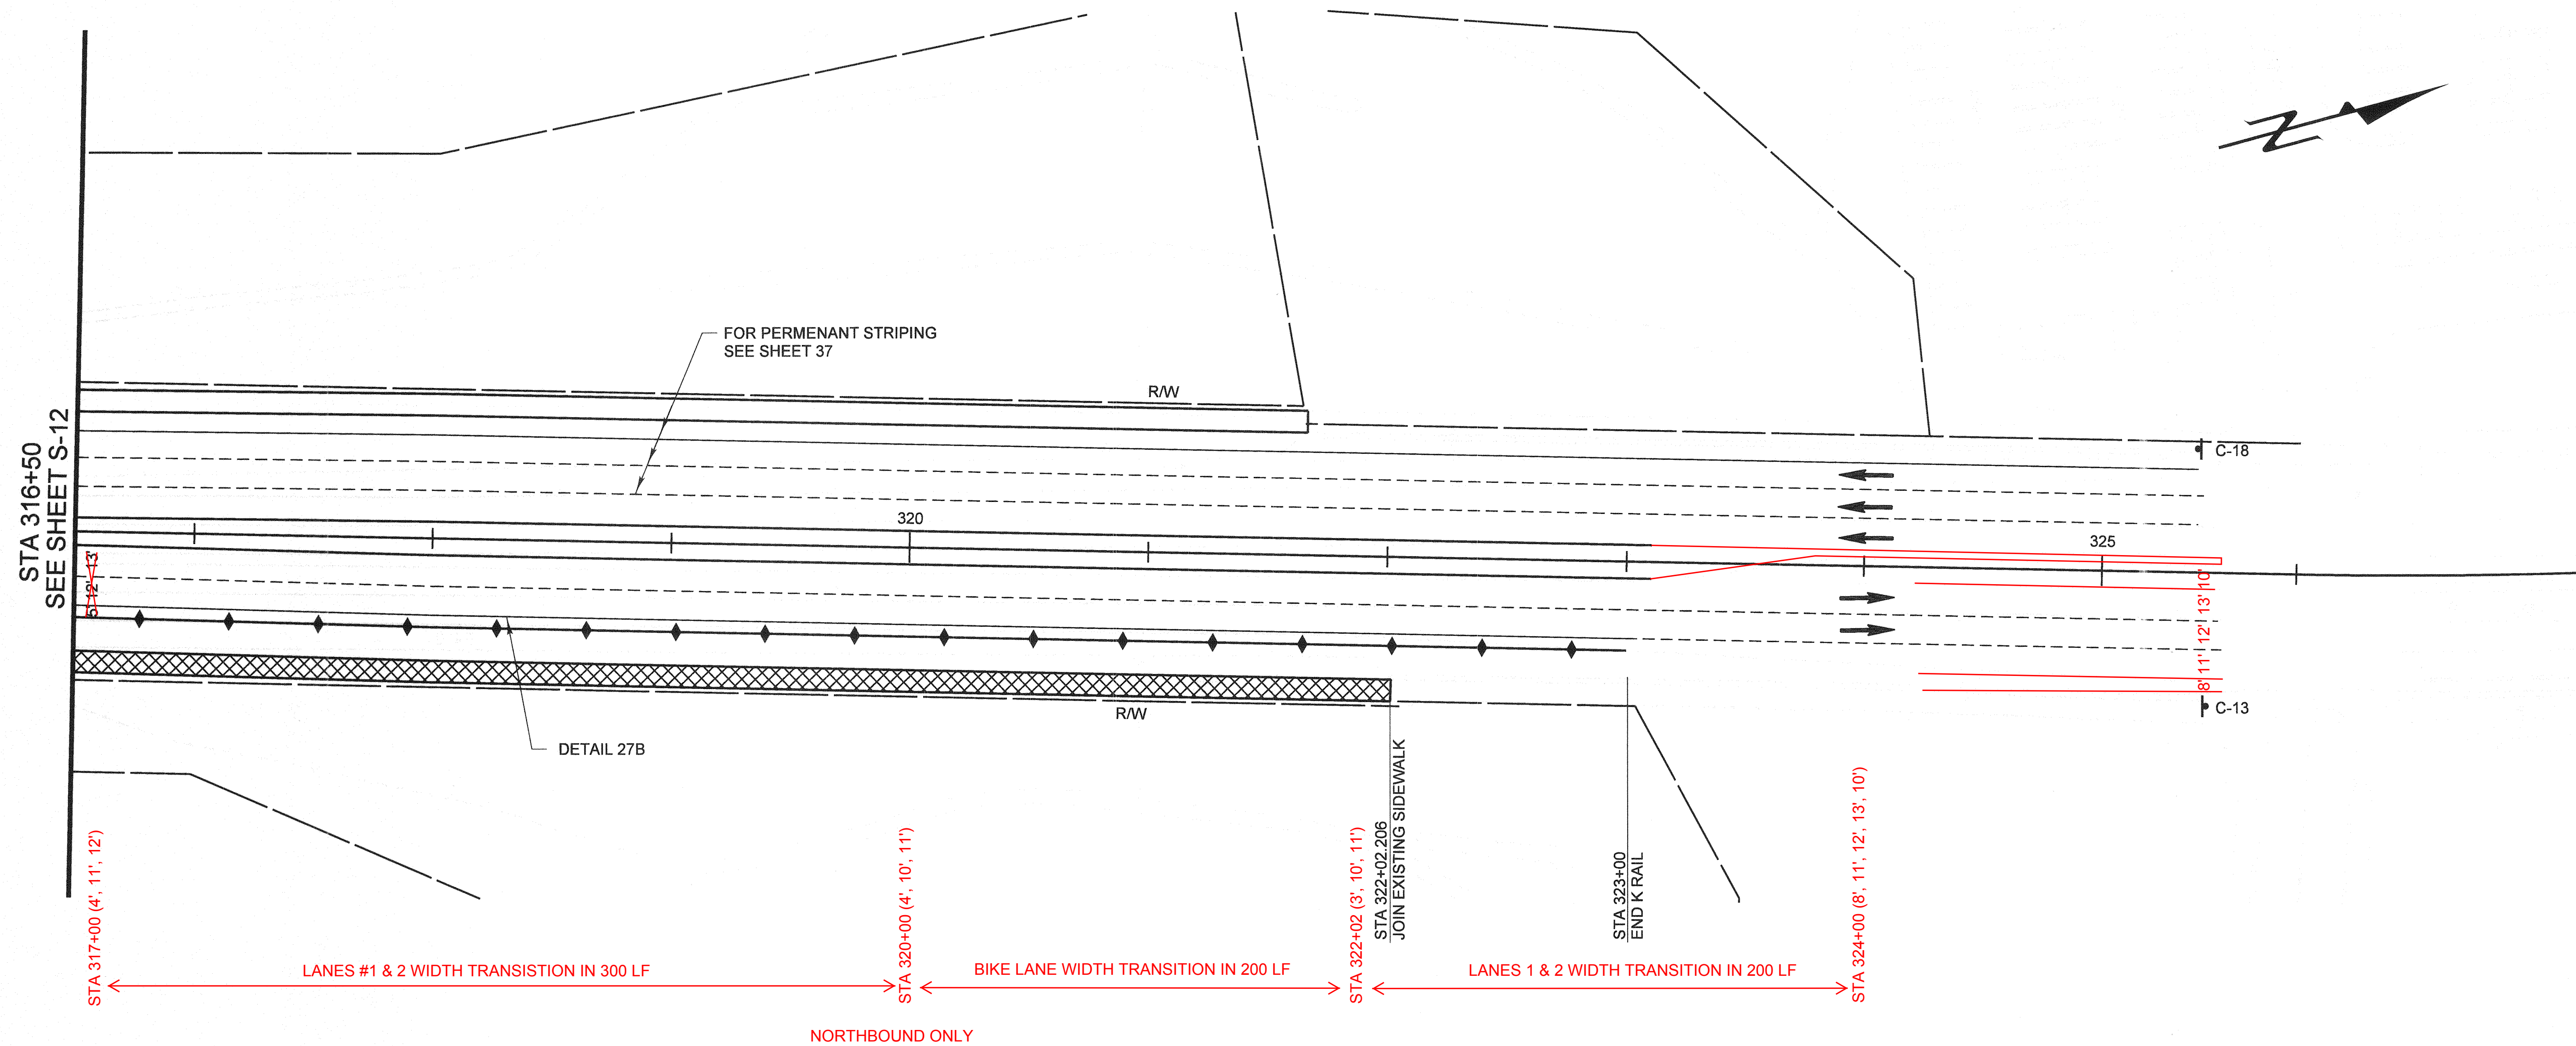 STA 316+50
SEE SHEET S-12
FOR PERMENANT STRIPING
SEE SHEET 37
R/W
320
325
C-18
5' 12' 13'
8' 11' 12' 13' 10'
C-13
R/W
DETAIL 27B
N
STA 317+00 (4', 11', 12')
STA 320+00 (4', 10', 11')
STA 322+02 (3', 10', 11')
STA 322+02.206
JOIN EXISTING SIDEWALK
STA 323+00
END K RAIL
STA 324+00 (8', 11', 12', 13', 10')
LANES #1 & 2 WIDTH TRANSISTION IN 300 LF
BIKE LANE WIDTH TRANSITION IN 200 LF
LANES 1 & 2 WIDTH TRANSITION IN 200 LF
NORTHBOUND ONLY